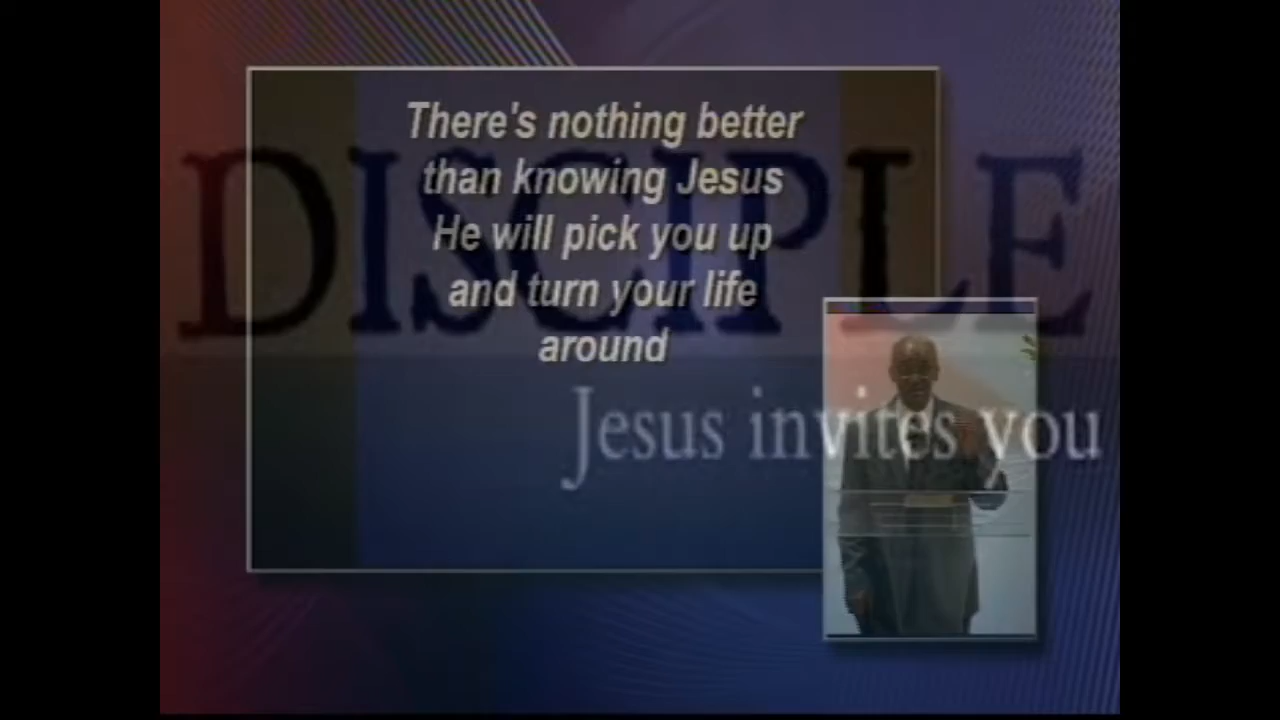 There's nothing better
than knowing Jesus
He will pick you up
and turn your life
around
DISCIPLE
Jesus invites you